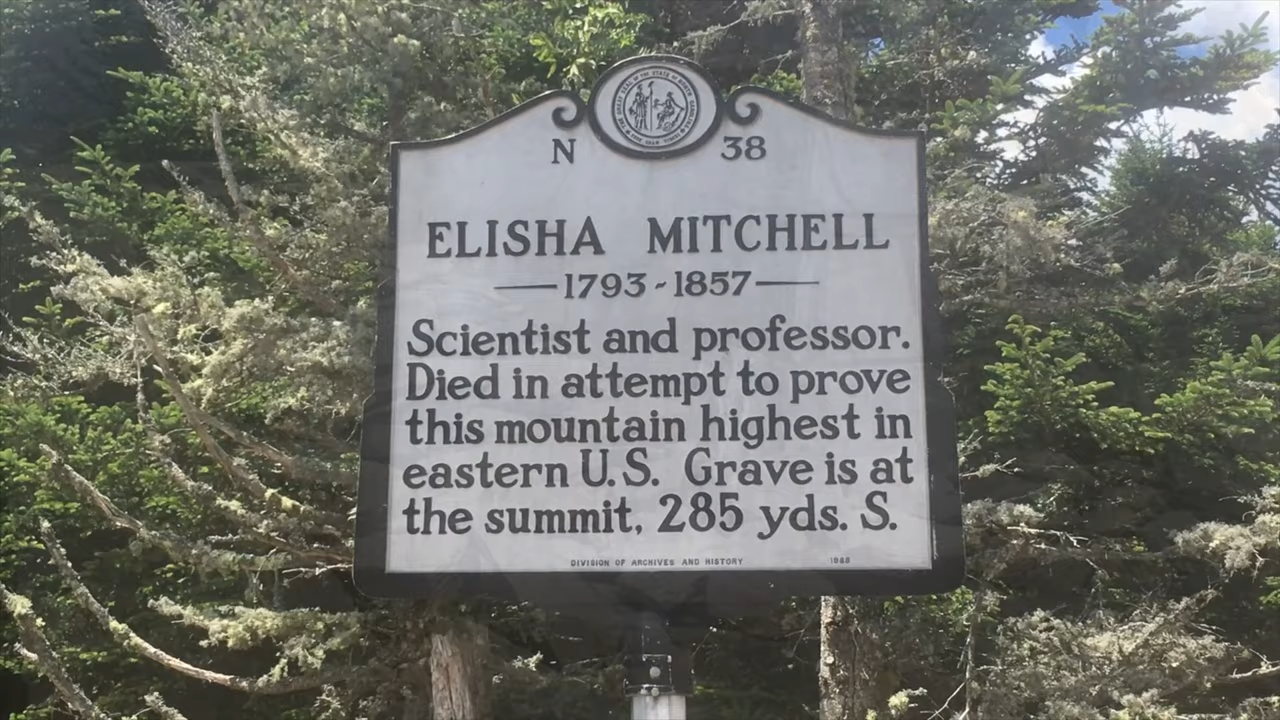 N 38
ELISHA MITCHELL
1793-1857
Scientist and professor.
Died in attempt to prove
this mountain highest in
eastern U.S. Grave is at
the summit, 285 yds. S.
DIVISION OF ARCHIVES AND HISTORY